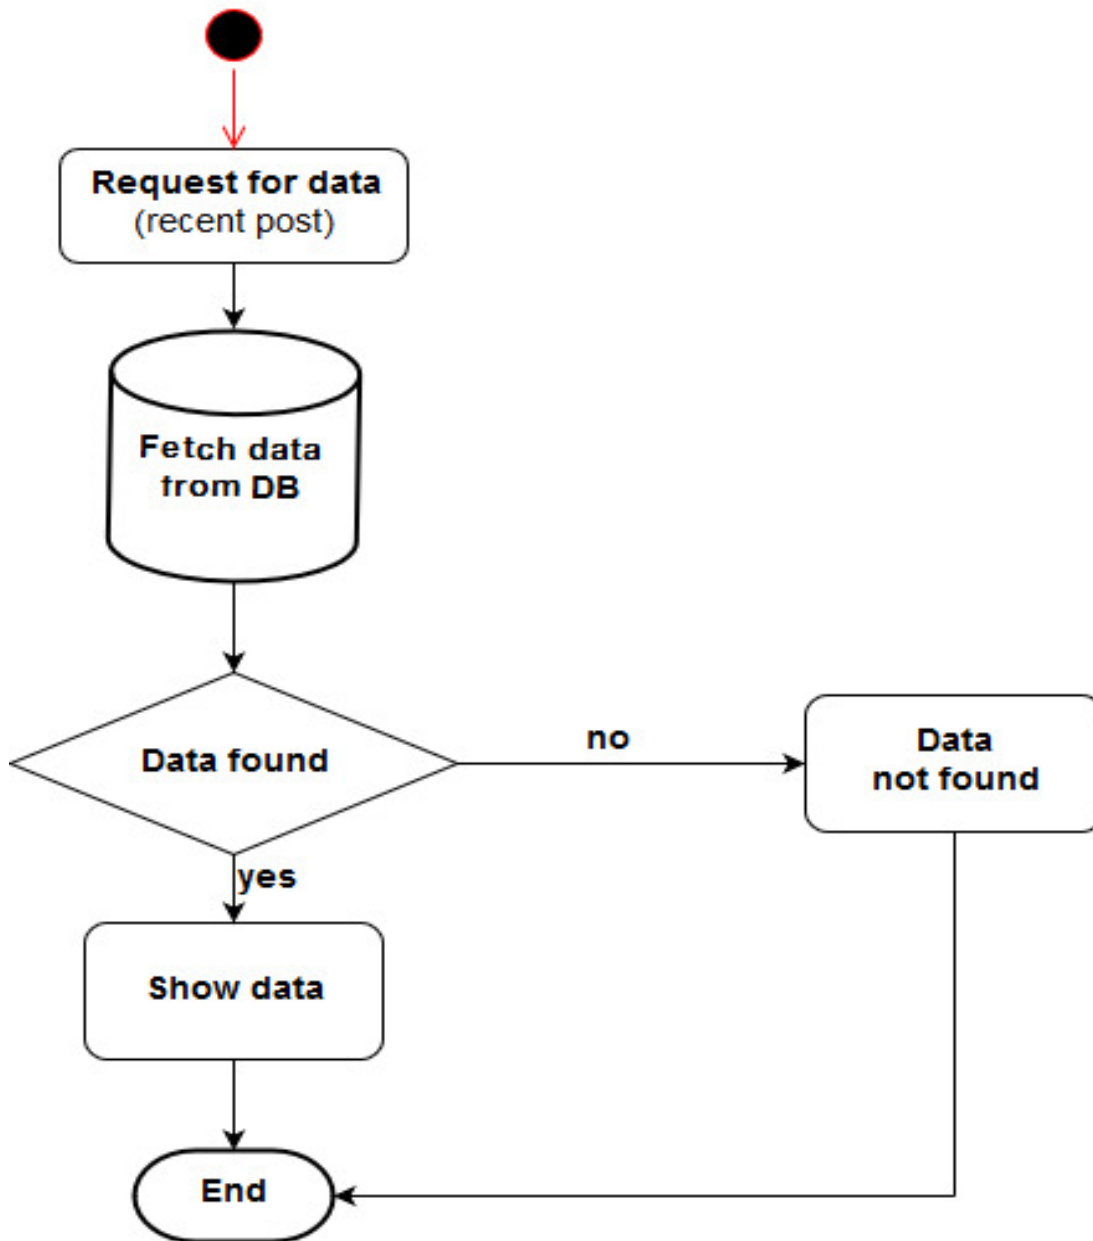 Request for data
(recent post)
Fetch data
from DB
Data found
no
Data
not found
yes
Show data
End